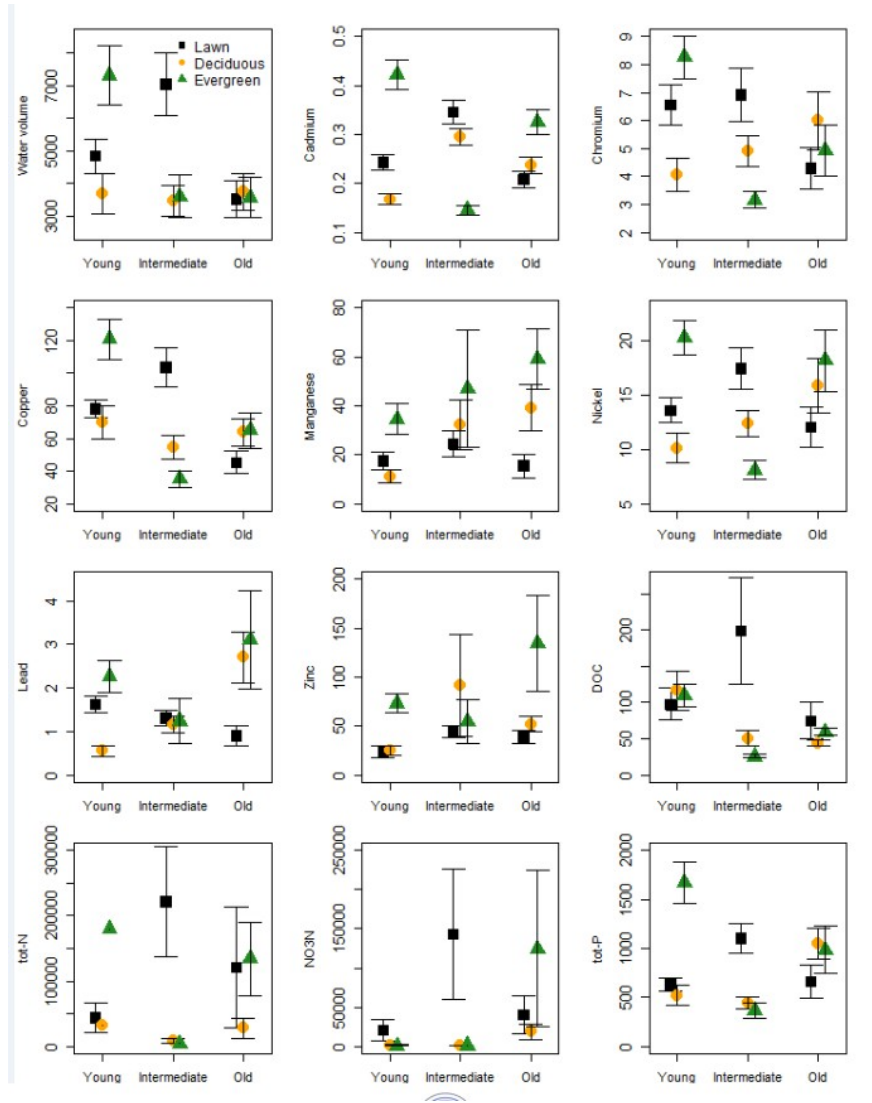 Lawn
Deciduous
Evergreen
Water volume
3000 5000 7000
Young Intermediate Old
Cadmium
0.1 0.2 0.3 0.4 0.5
Young Intermediate Old
Chromium
2 3 4 5 6 7 8 9
Young Intermediate Old
Copper
20 40 60 80 120
Young Intermediate Old
Manganese
0 20 40 60 80
Young Intermediate Old
Nickel
5 10 15 20
Young Intermediate Old
Lead
0 1 2 3 4
Young Intermediate Old
Zinc
0 50 100 150 200
Young Intermediate Old
DOC
0 50 100 200
Young Intermediate Old
tot-N
0 100000 200000 300000
Young Intermediate Old
NO3N
0 50000 150000 250000
Young Intermediate Old
tot-P
0 500 1000 1500 2000
Young Intermediate Old